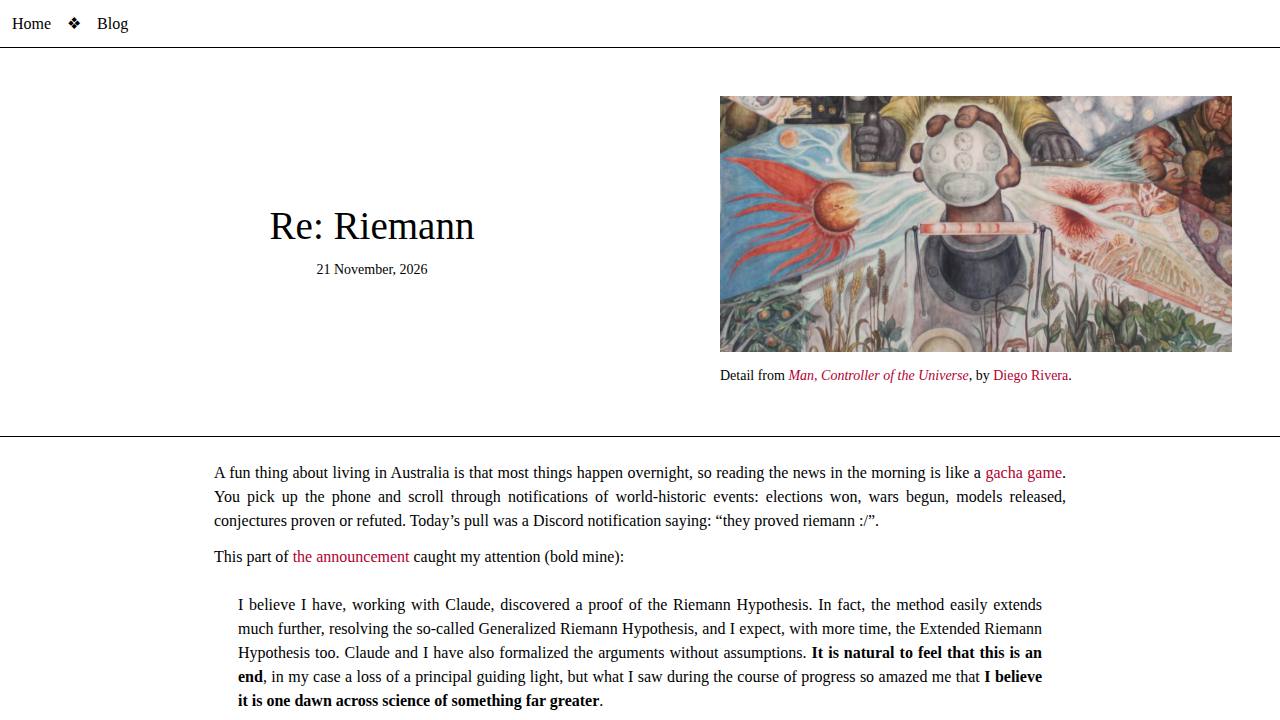 Home ❖ Blog
Re: Riemann
21 November, 2026
Detail from Man, Controller of the Universe, by Diego Rivera.
A fun thing about living in Australia is that most things happen overnight, so reading the news in the morning is like a gacha game.
You pick up the phone and scroll through notifications of world-historic events: elections won, wars begun, models released,
conjectures proven or refuted. Today’s pull was a Discord notification saying: “they proved riemann :/”.
This part of the announcement caught my attention (bold mine):
I believe I have, working with Claude, discovered a proof of the Riemann Hypothesis. In fact, the method easily extends
much further, resolving the so-called Generalized Riemann Hypothesis, and I expect, with more time, the Extended Riemann
Hypothesis too. Claude and I have also formalized the arguments without assumptions. It is natural to feel that this is an
end, in my case a loss of a principal guiding light, but what I saw during the course of progress so amazed me that I believe
it is one dawn across science of something far greater.